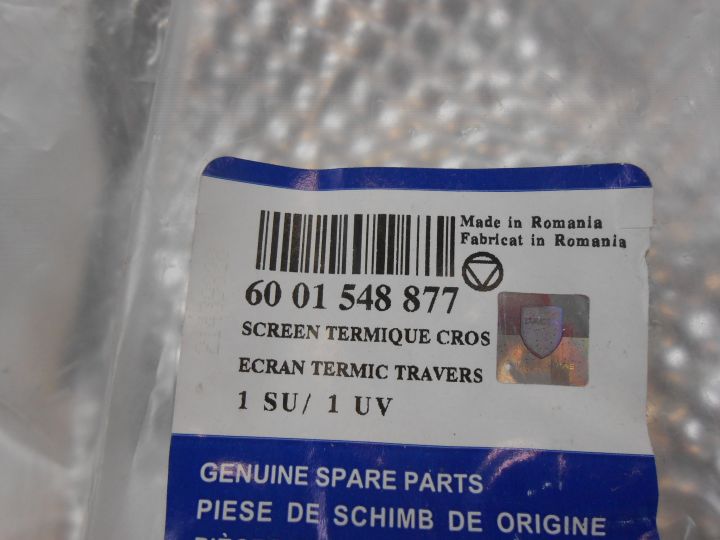 Made in Romania
Fabricat in Romania
60 01 548 877
SCREEN TERMIQUE CROS
ECRAN TERMIC TRAVERS
1 SU/ 1 UV
GENUINE SPARE PARTS
PIESE DE SCHIMB DE ORIGINE